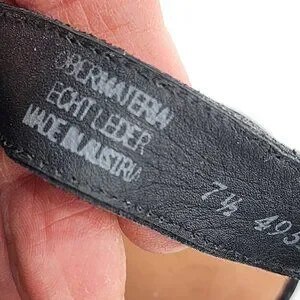 OBERMATERIAL
ECHT LEDER
MADE IN AUSTRIA
7½ 495